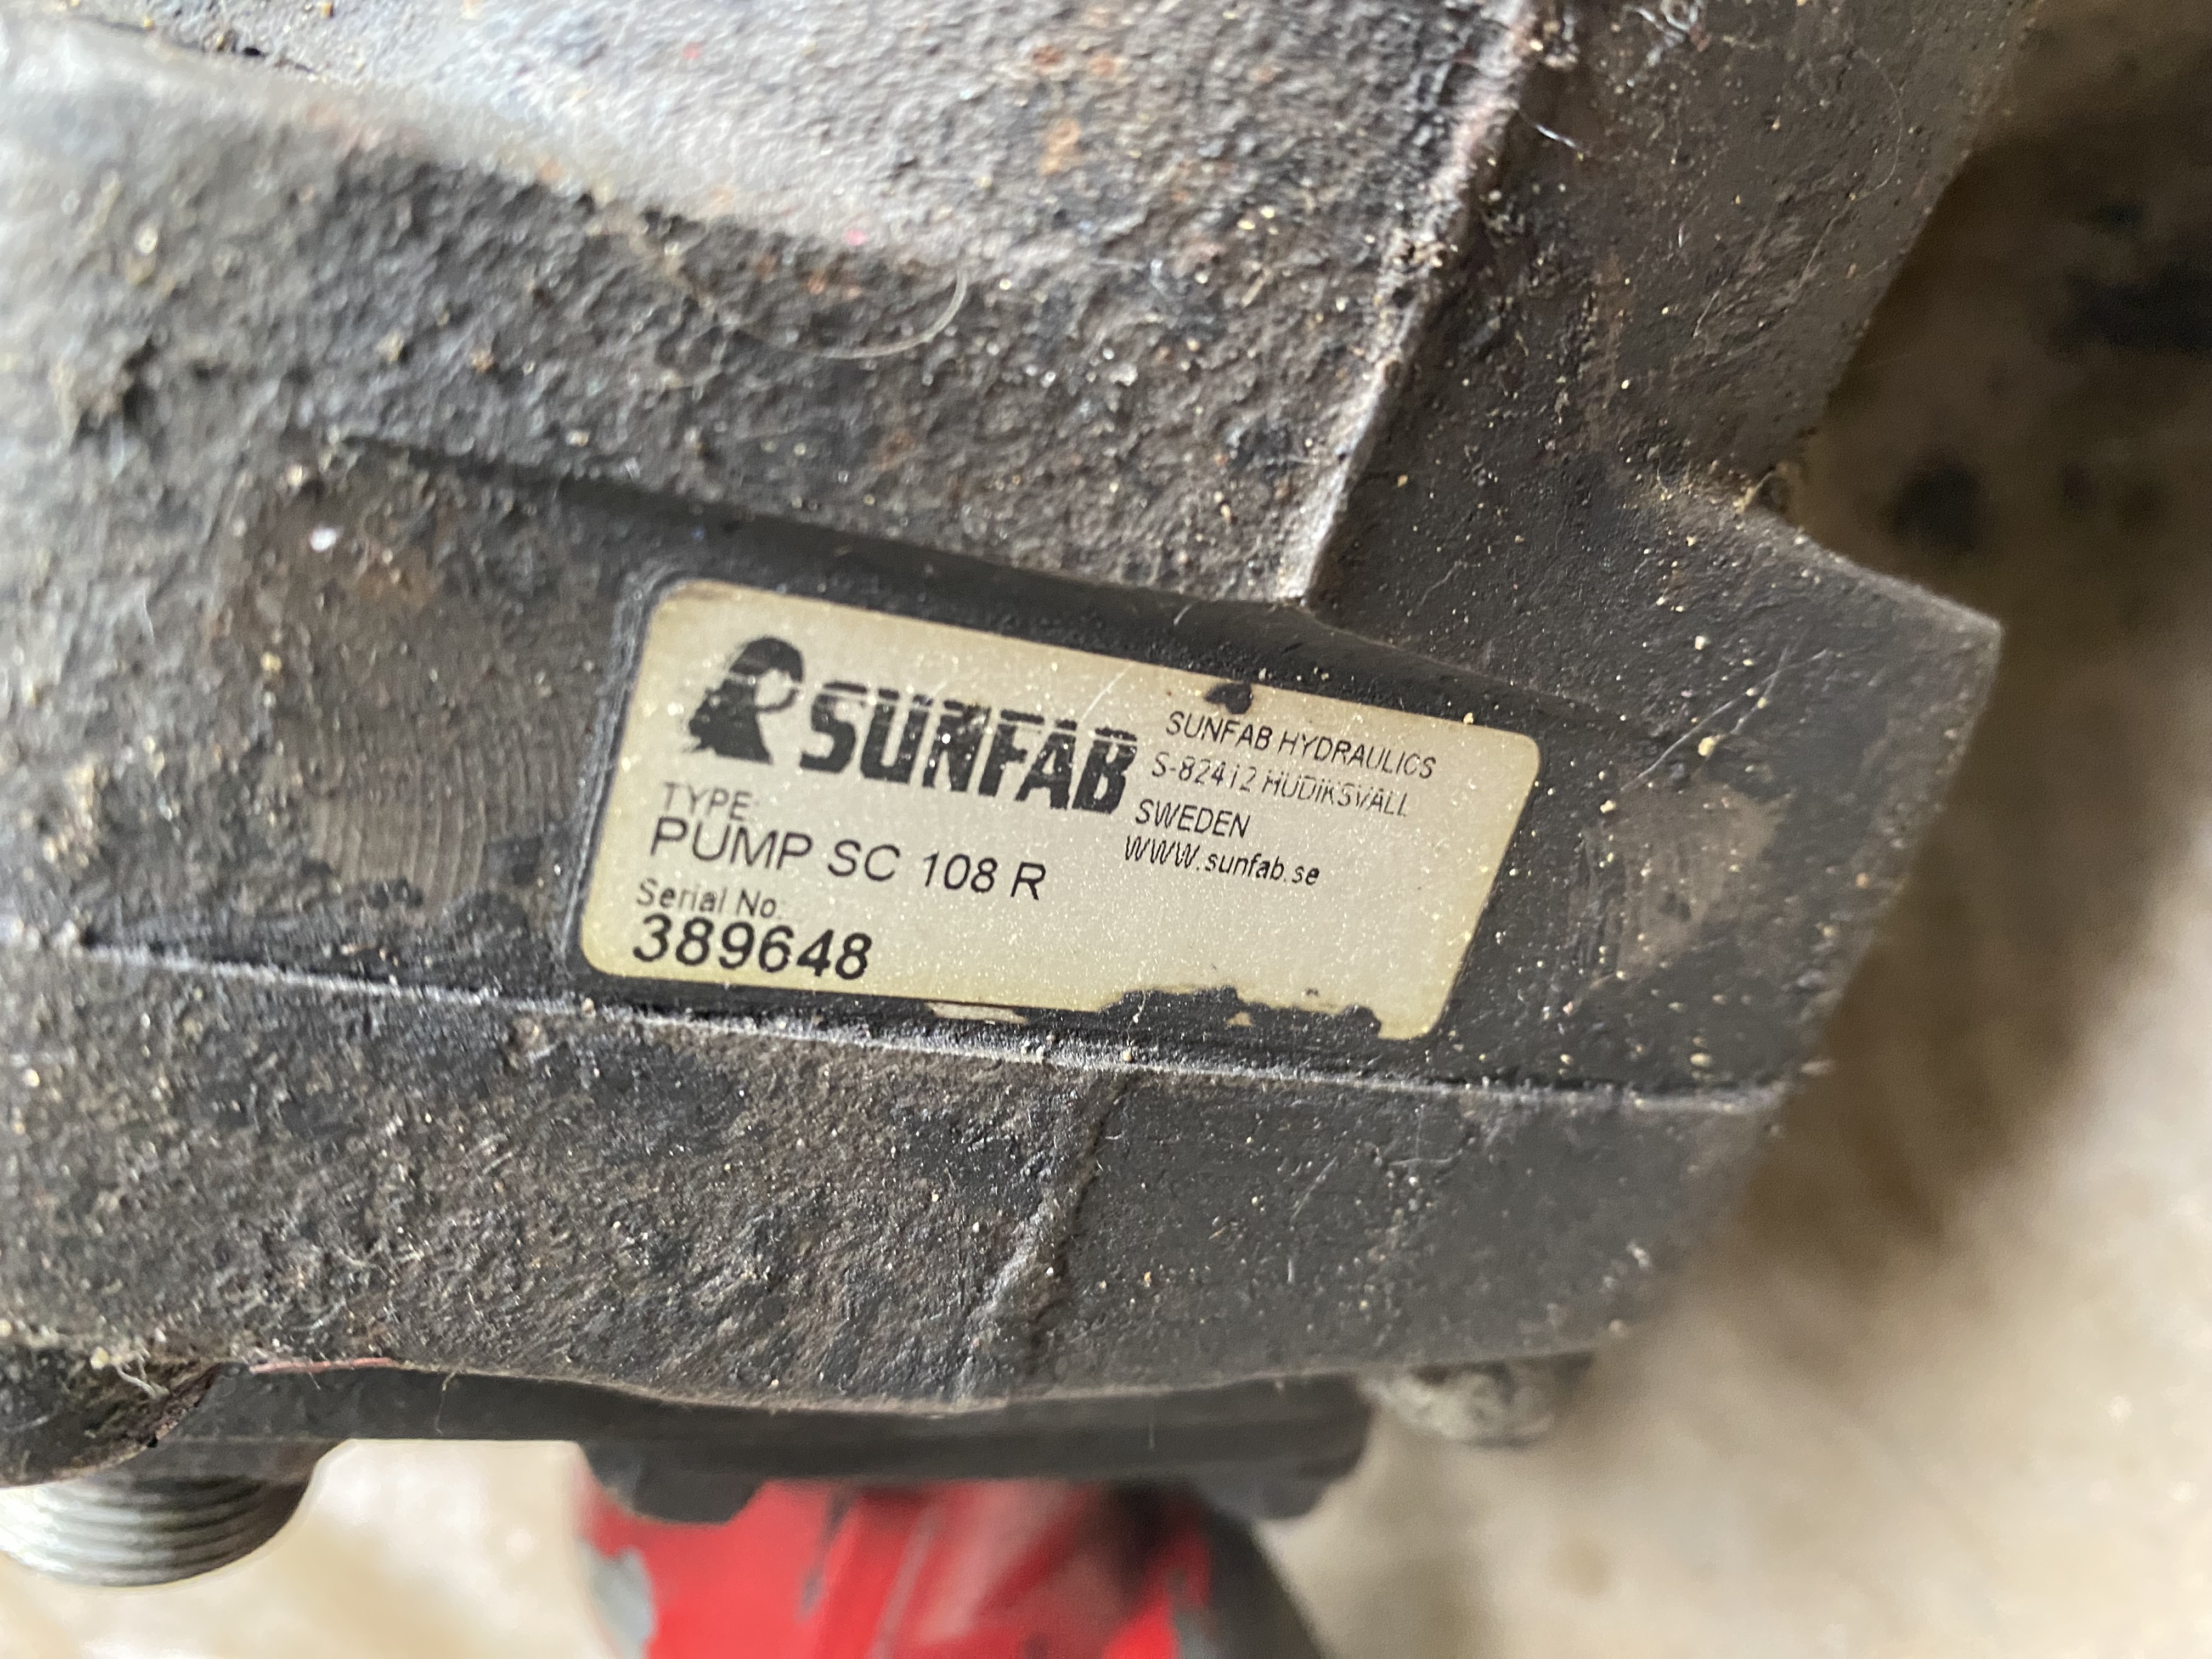 SUNFAB
SUNFAB HYDRAULICS
S-82412 HUDIKSVALL
SWEDEN
www.sunfab.se
TYPE:
PUMP SC 108 R
Serial No:
389648